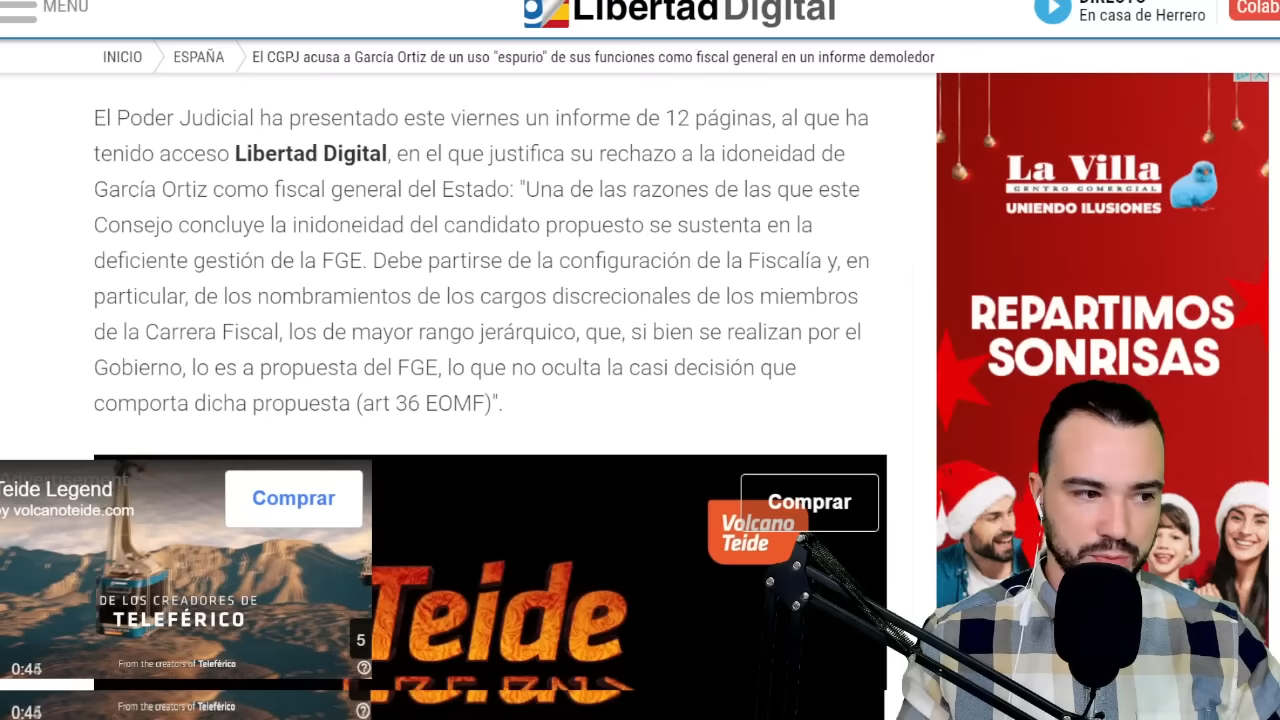 MENÚ
Libertad Digital
DIRECTO
En casa de Herrero
Colab
INICIO
ESPAÑA
El CGPJ acusa a García Ortiz de un uso "espurio" de sus funciones como fiscal general en un informe demoledor
El Poder Judicial ha presentado este viernes un informe de 12 páginas, al que ha
tenido acceso Libertad Digital, en el que justifica su rechazo a la idoneidad de
García Ortiz como fiscal general del Estado: "Una de las razones de las que este
Consejo concluye la inidoneidad del candidato propuesto se sustenta en la
deficiente gestión de la FGE. Debe partirse de la configuración de la Fiscalía y, en
particular, de los nombramientos de los cargos discrecionales de los miembros
de la Carrera Fiscal, los de mayor rango jerárquico, que, si bien se realizan por el
Gobierno, lo es a propuesta del FGE, lo que no oculta la casi decisión que
comporta dicha propuesta (art 36 EOMF)".
La Villa
CENTRO COMERCIAL
UNIENDO ILUSIONES
REPARTIMOS
SONRISAS
Advertisement
Teide Legend
by volcanoteide.com
Comprar
DE LOS CREADORES DE
TELEFÉRICO
5
0:45
From the creators of Teleférico
0:45
From the creators of Teleférico
Comprar
Volcano
Teide
Teide